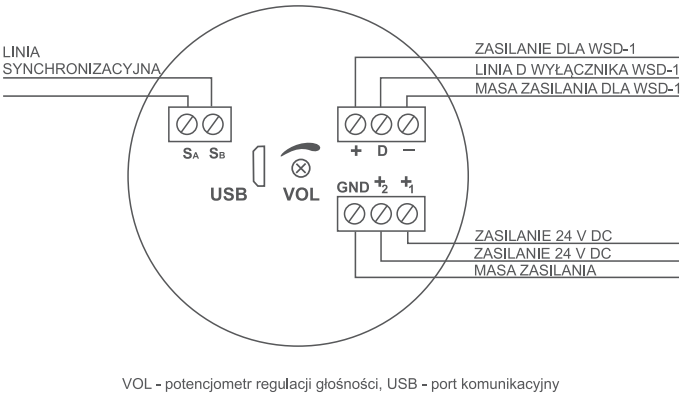 LINIA
SYNCHRONIZACYJNA
ZASILANIE DLA WSD-1
LINIA D WYŁĄCZNIKA WSD-1
MASA ZASILANIA DLA WSD-1
SA SB
+ D −
USB
VOL
GND +2 +1
ZASILANIE 24 V DC
ZASILANIE 24 V DC
MASA ZASILANIA
VOL - potencjometr regulacji głośności, USB - port komunikacyjny